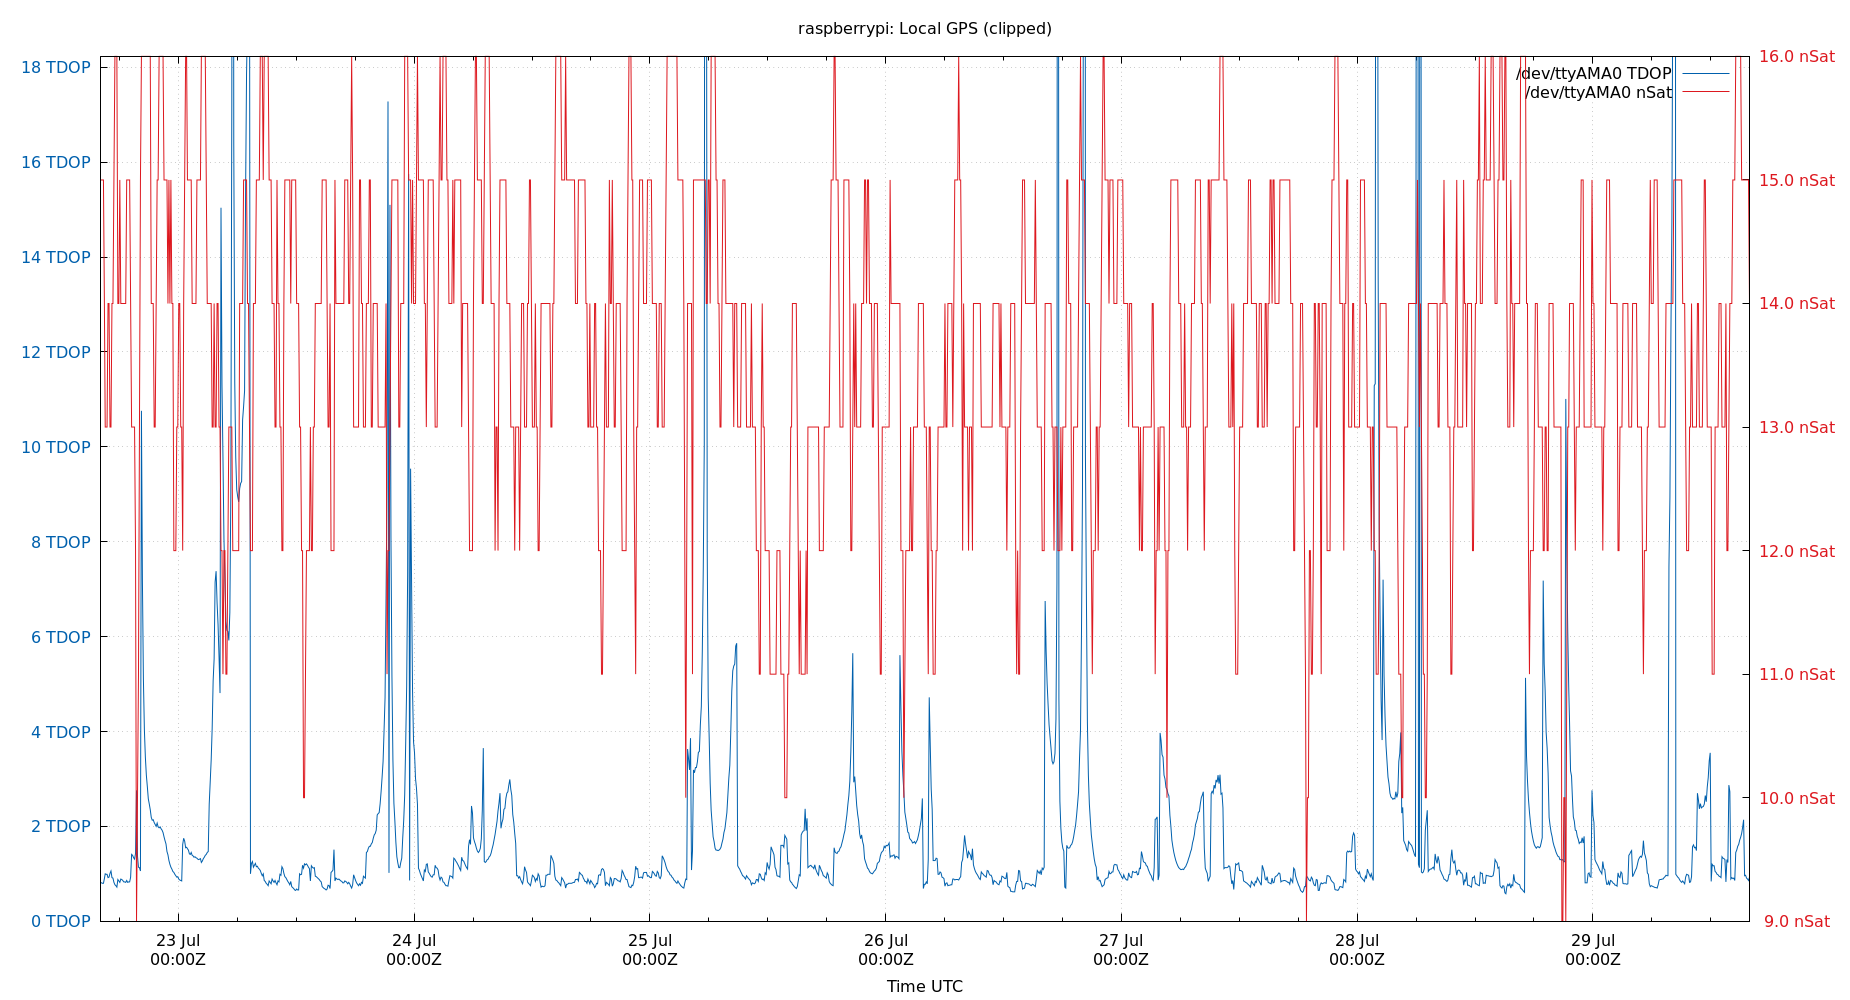 raspberrypi: Local GPS (clipped)
18 TDOP
16 TDOP
14 TDOP
12 TDOP
10 TDOP
8 TDOP
6 TDOP
4 TDOP
2 TDOP
0 TDOP
16.0 nSat
15.0 nSat
14.0 nSat
13.0 nSat
12.0 nSat
11.0 nSat
10.0 nSat
9.0 nSat
/dev/ttyAMA0 TDOP
/dev/ttyAMA0 nSat
23 Jul 24 Jul 25 Jul 26 Jul 27 Jul 28 Jul 29 Jul
00:00Z 00:00Z 00:00Z 00:00Z 00:00Z 00:00Z 00:00Z
Time UTC